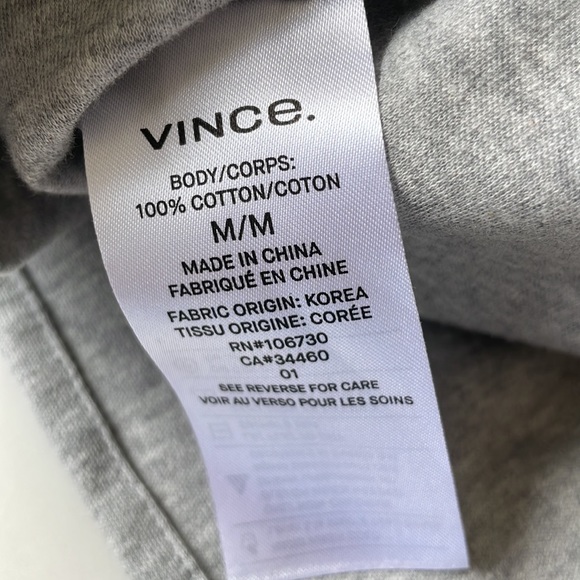 VINCe.
BODY/CORPS:
100% COTTON/COTON
M/M
MADE IN CHINA
FABRIQUÉ EN CHINE
FABRIC ORIGIN: KOREA
TISSU ORIGINE: CORÉE
RN#106730
CA#34460
01
SEE REVERSE FOR CARE
VOIR AU VERSO POUR LES SOINS